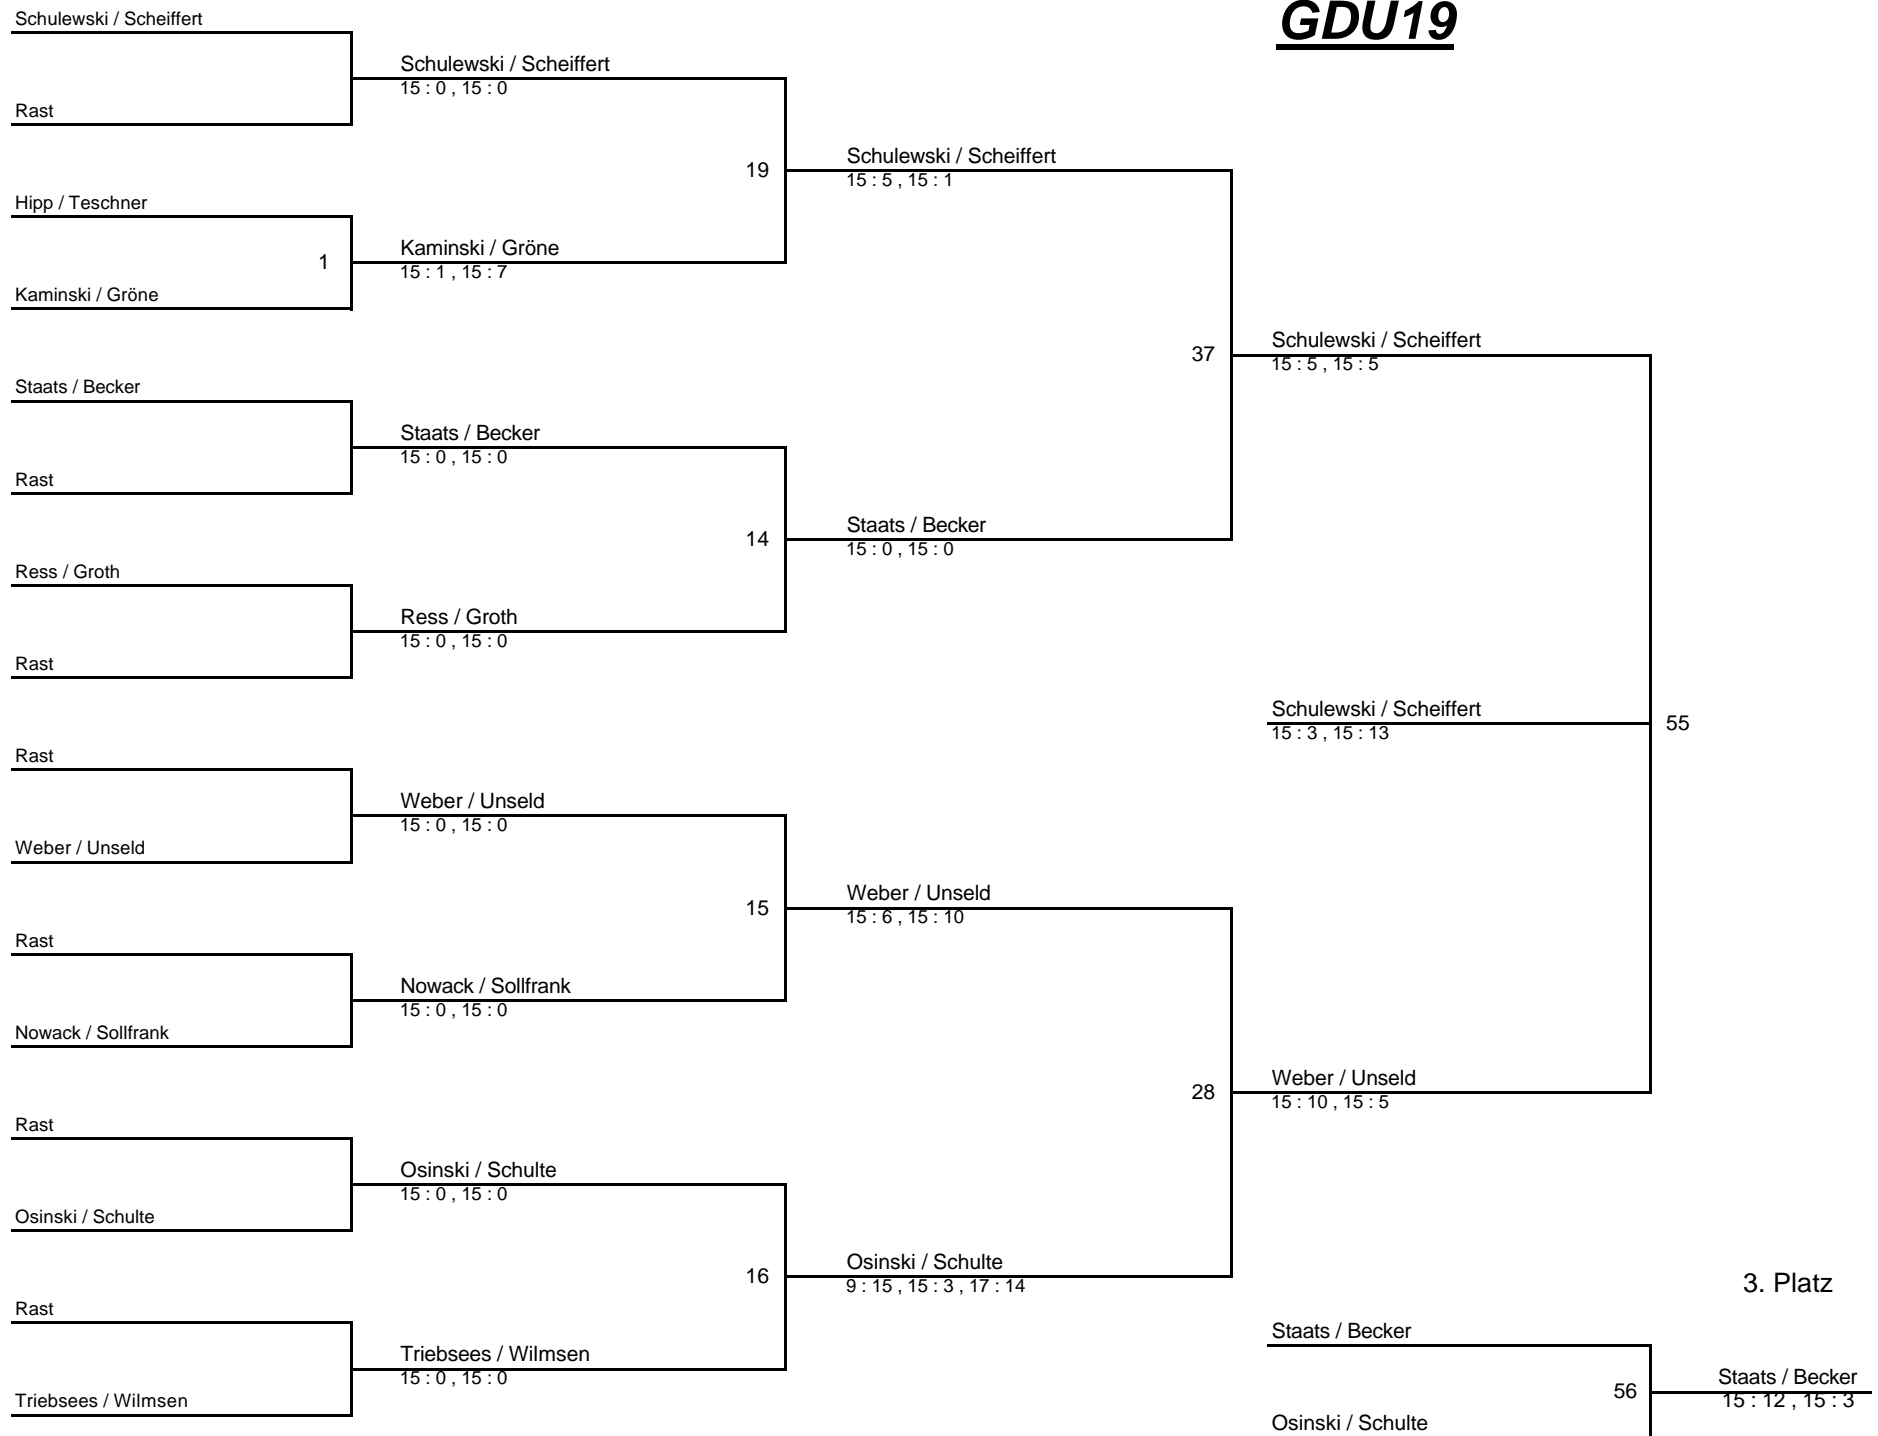 GDU19
Schulewski / Scheiffert
Schulewski / Scheiffert
15 : 0 , 15 : 0
Rast
19
Schulewski / Scheiffert
15 : 5 , 15 : 1
Hipp / Teschner
1
Kaminski / Gröne
15 : 1 , 15 : 7
Kaminski / Gröne
37
Schulewski / Scheiffert
15 : 5 , 15 : 5
Staats / Becker
Staats / Becker
15 : 0 , 15 : 0
Rast
14
Staats / Becker
15 : 0 , 15 : 0
Ress / Groth
Ress / Groth
15 : 0 , 15 : 0
Rast
Schulewski / Scheiffert
15 : 3 , 15 : 13
55
Rast
Weber / Unseld
15 : 0 , 15 : 0
Weber / Unseld
15
Weber / Unseld
15 : 6 , 15 : 10
Rast
Nowack / Sollfrank
15 : 0 , 15 : 0
Nowack / Sollfrank
28
Weber / Unseld
15 : 10 , 15 : 5
Rast
Osinski / Schulte
15 : 0 , 15 : 0
Osinski / Schulte
16
Osinski / Schulte
9 : 15 , 15 : 3 , 17 : 14
3. Platz
Rast
Triebsees / Wilmsen
15 : 0 , 15 : 0
Triebsees / Wilmsen
Staats / Becker
56
Staats / Becker
15 : 12 , 15 : 3
Osinski / Schulte